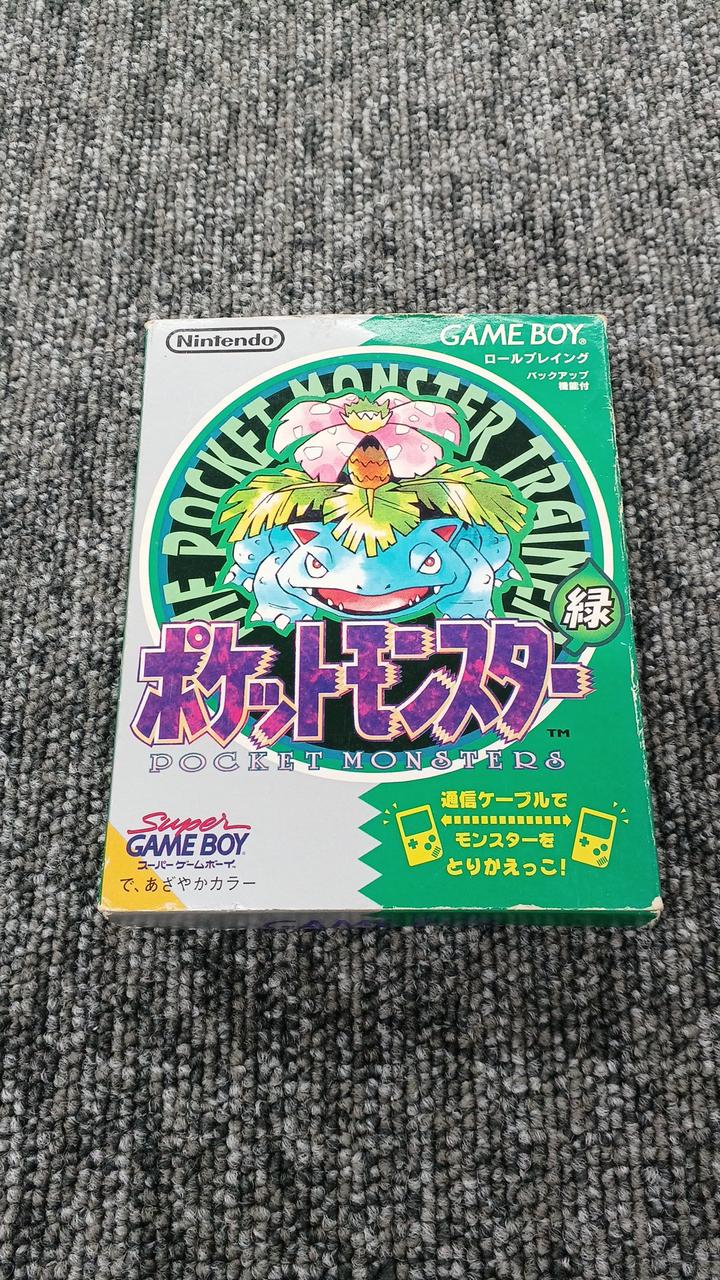 Nintendo®
GAME BOY®
ロールプレイング
バックアップ
機能付
THE POCKET MONSTER TRAINER
緑
ポケットモンスター
TM
POCKET MONSTERS
通信ケーブルで
モンスターを
とりかえっこ!
Super
GAME BOY
スーパーゲームボーイ
で、あざやかカラー